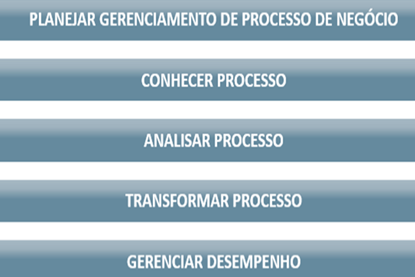 PLANEJAR GERENCIAMENTO DE PROCESSO DE NEGÓCIO
CONHECER PROCESSO
ANALISAR PROCESSO
TRANSFORMAR PROCESSO
GERENCIAR DESEMPENHO